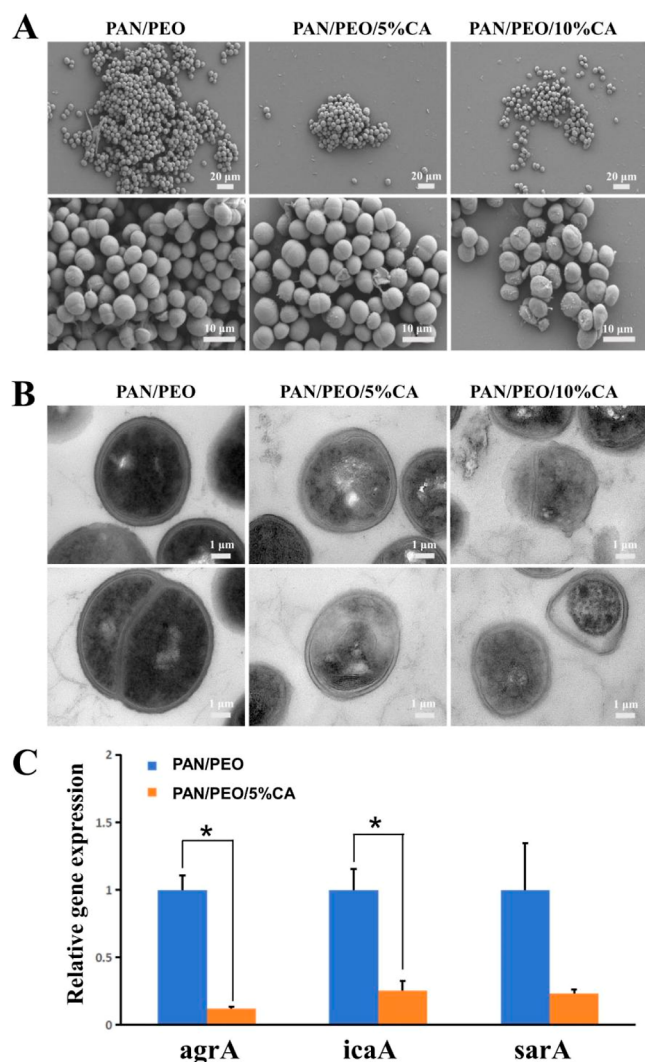 A
PAN/PEO PAN/PEO/5%CA PAN/PEO/10%CA
20 µm 20 µm 20 µm
10 µm 10 µm 10 µm
B
PAN/PEO PAN/PEO/5%CA PAN/PEO/10%CA
1 µm 1 µm 1 µm
1 µm 1 µm 1 µm
C
Relative gene expression
2
1.5
1
0.5
0
PAN/PEO
PAN/PEO/5%CA
* *
agrA icaA sarA